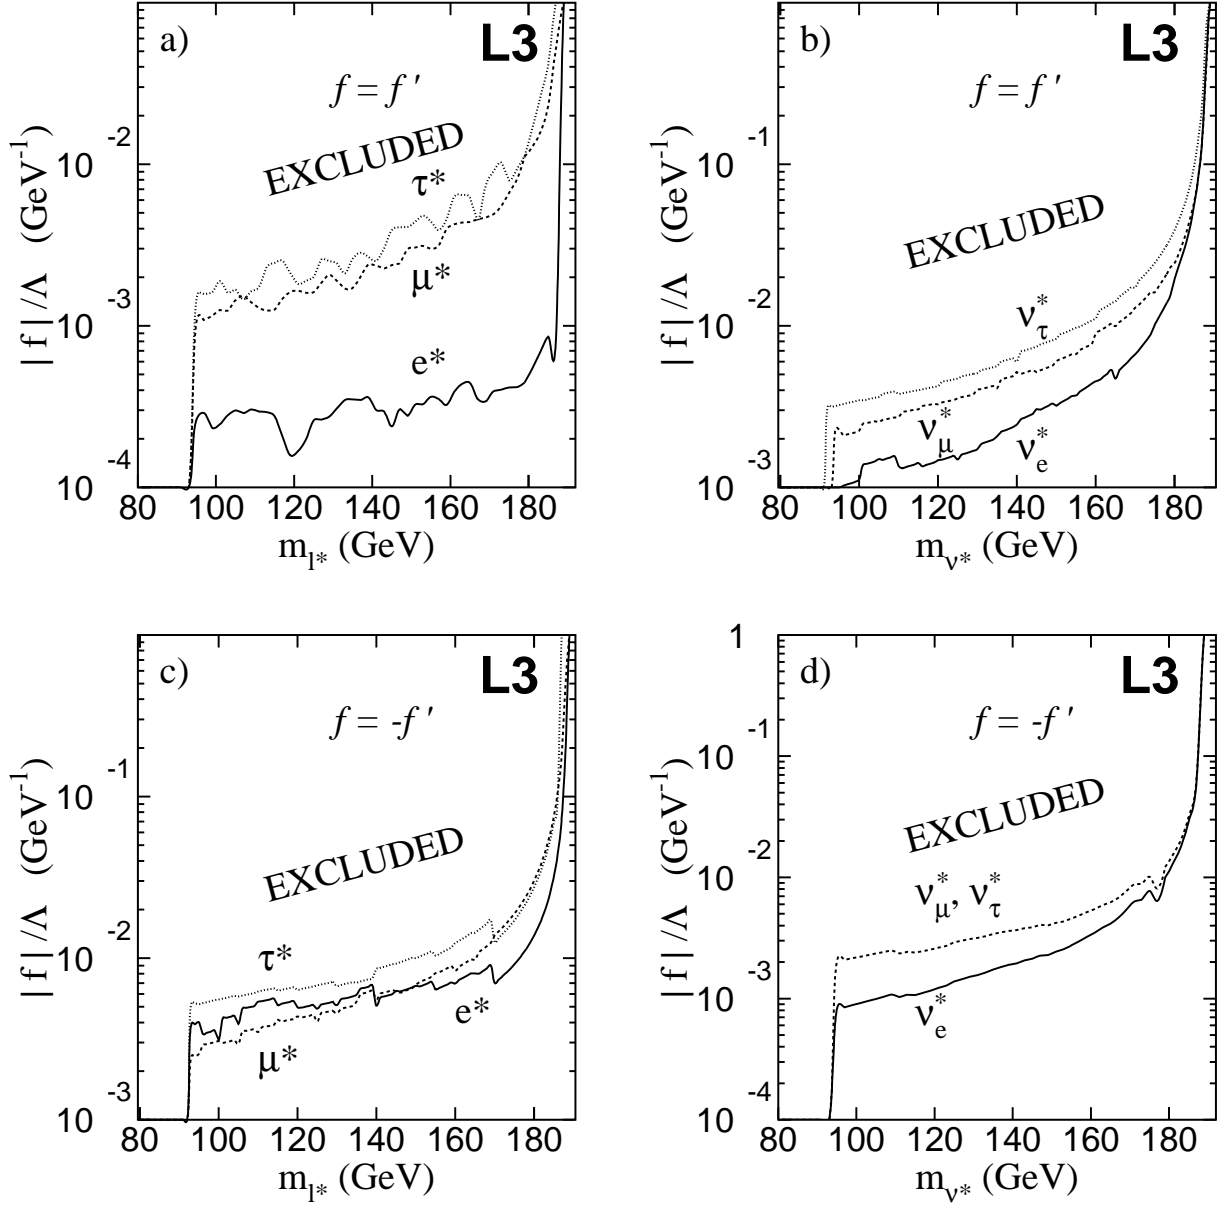 a)
L3
f = f ′
EXCLUDED
τ*
μ*
e*
|f|/Λ (GeV⁻¹)
10⁻²
10⁻³
10⁻⁴
100 120 140 160 180
m_l* (GeV)
b)
L3
f = f ′
EXCLUDED
ν*_τ
ν*_μ
ν*_e
|f|/Λ (GeV⁻¹)
10⁻¹
10⁻²
10⁻³
80 100 120 140 160 180
m_ν* (GeV)
c)
L3
f = -f ′
EXCLUDED
τ*
e*
μ*
|f|/Λ (GeV⁻¹)
10⁻¹
10⁻²
10⁻³
80 100 120 140 160 180
m_l* (GeV)
d)
L3
f = -f ′
EXCLUDED
ν*_μ, ν*_τ
ν*_e
|f|/Λ (GeV⁻¹)
1
10⁻¹
10⁻²
10⁻³
10⁻⁴
80 100 120 140 160 180
m_ν* (GeV)